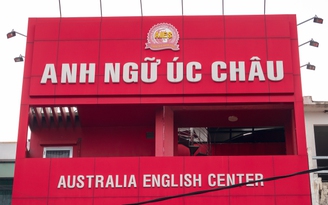 ANH NGỮ ÚC CHÂU
AUSTRALIA ENGLISH CENTER